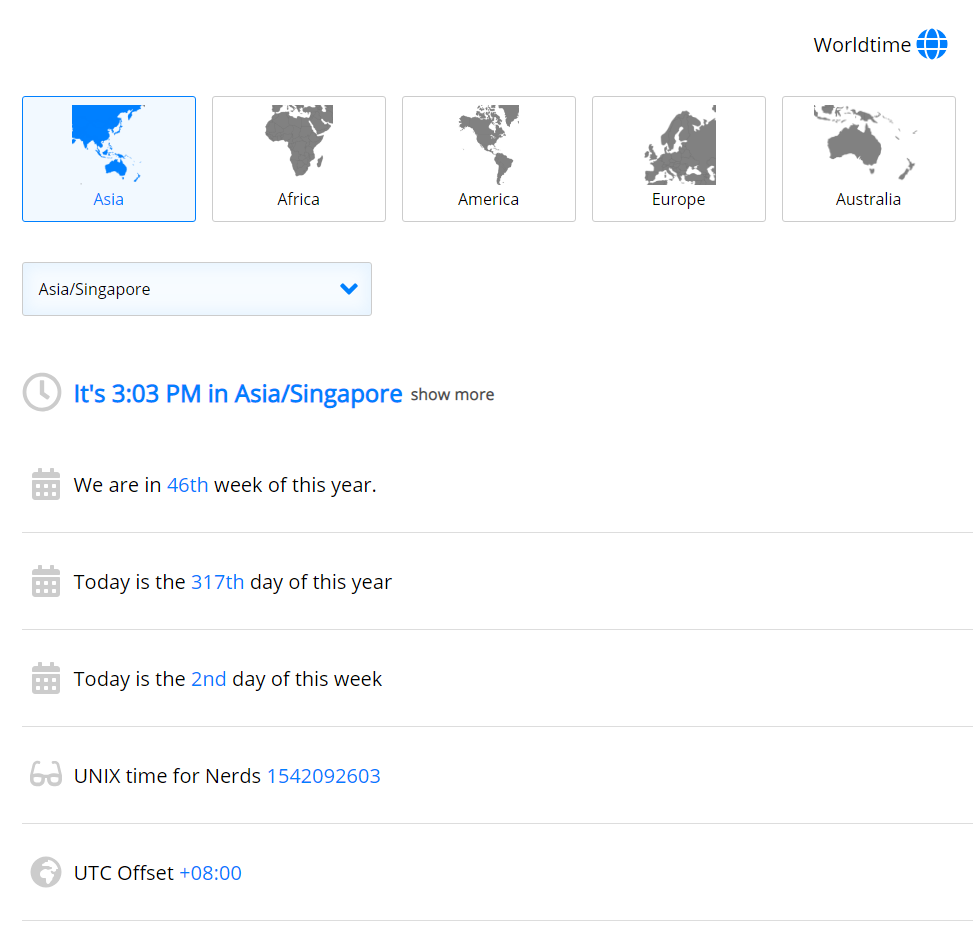 Worldtime
Asia
Africa
America
Europe
Australia
Asia/Singapore
It's 3:03 PM in Asia/Singapore show more
We are in 46th week of this year.
Today is the 317th day of this year
Today is the 2nd day of this week
UNIX time for Nerds 1542092603
UTC Offset +08:00